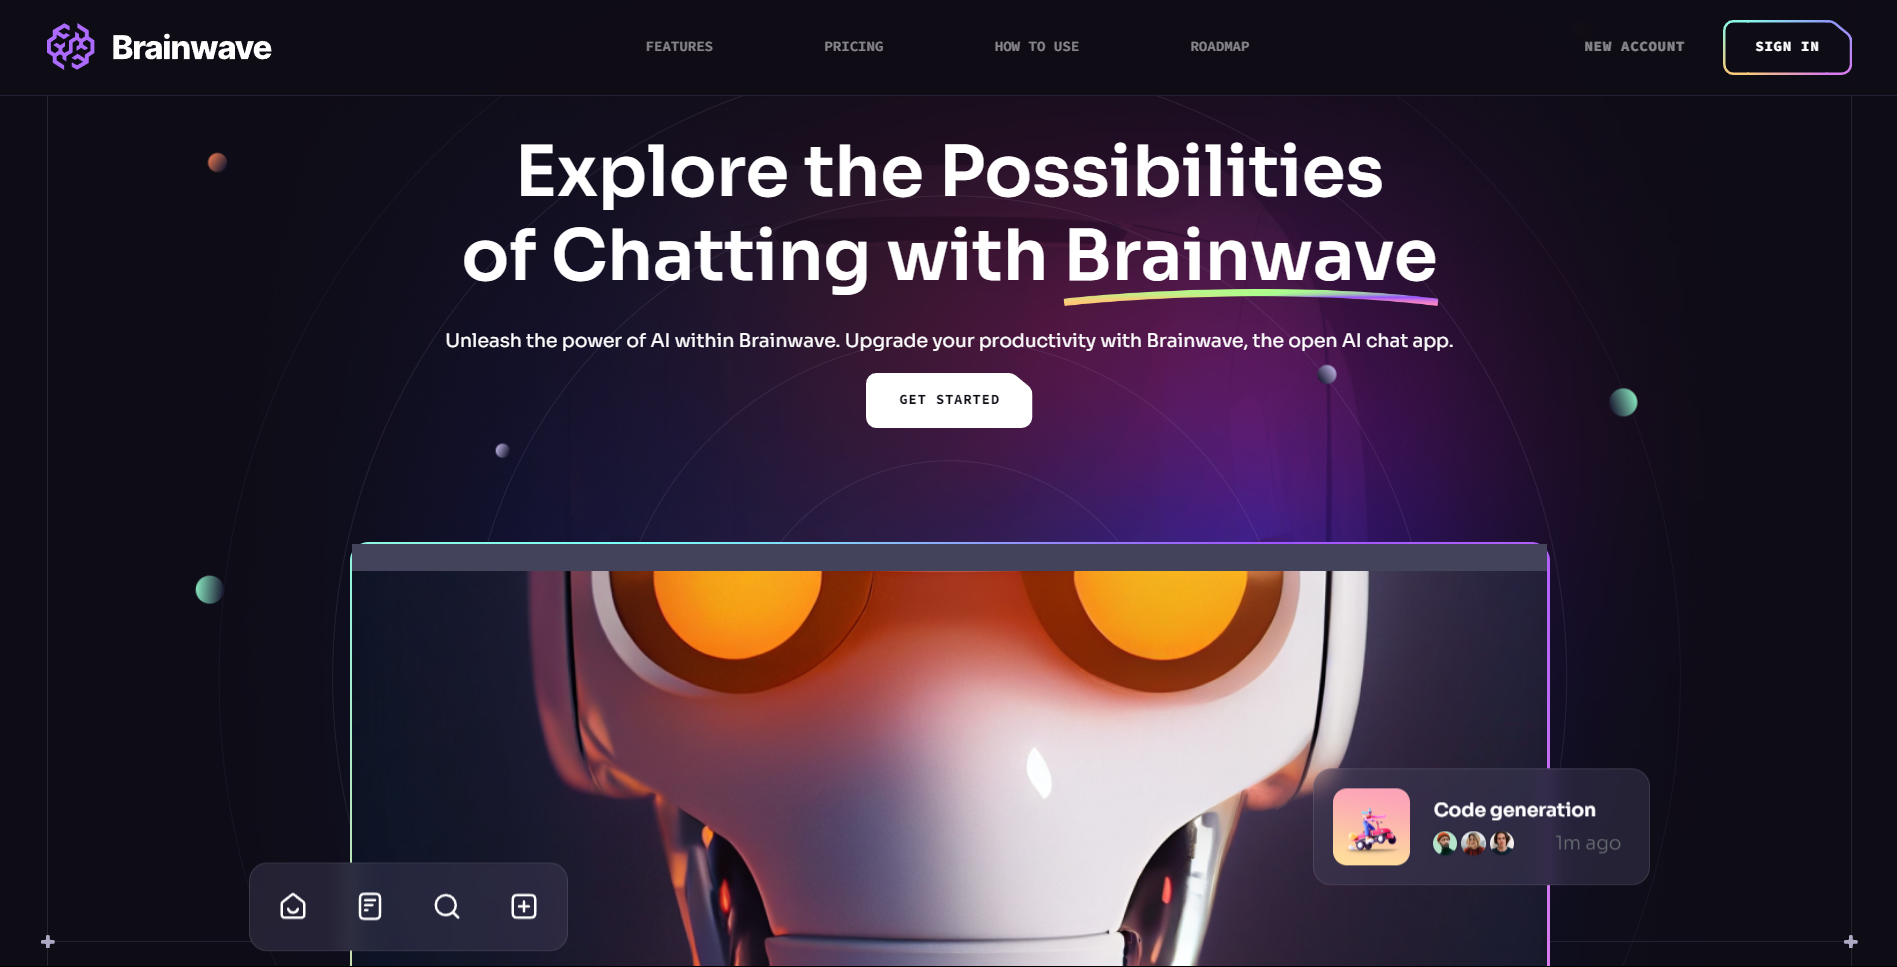 Brainwave
FEATURES
PRICING
HOW TO USE
ROADMAP
NEW ACCOUNT
SIGN IN
Explore the Possibilities
of Chatting with Brainwave
Unleash the power of AI within Brainwave. Upgrade your productivity with Brainwave, the open AI chat app.
GET STARTED
Code generation
1m ago